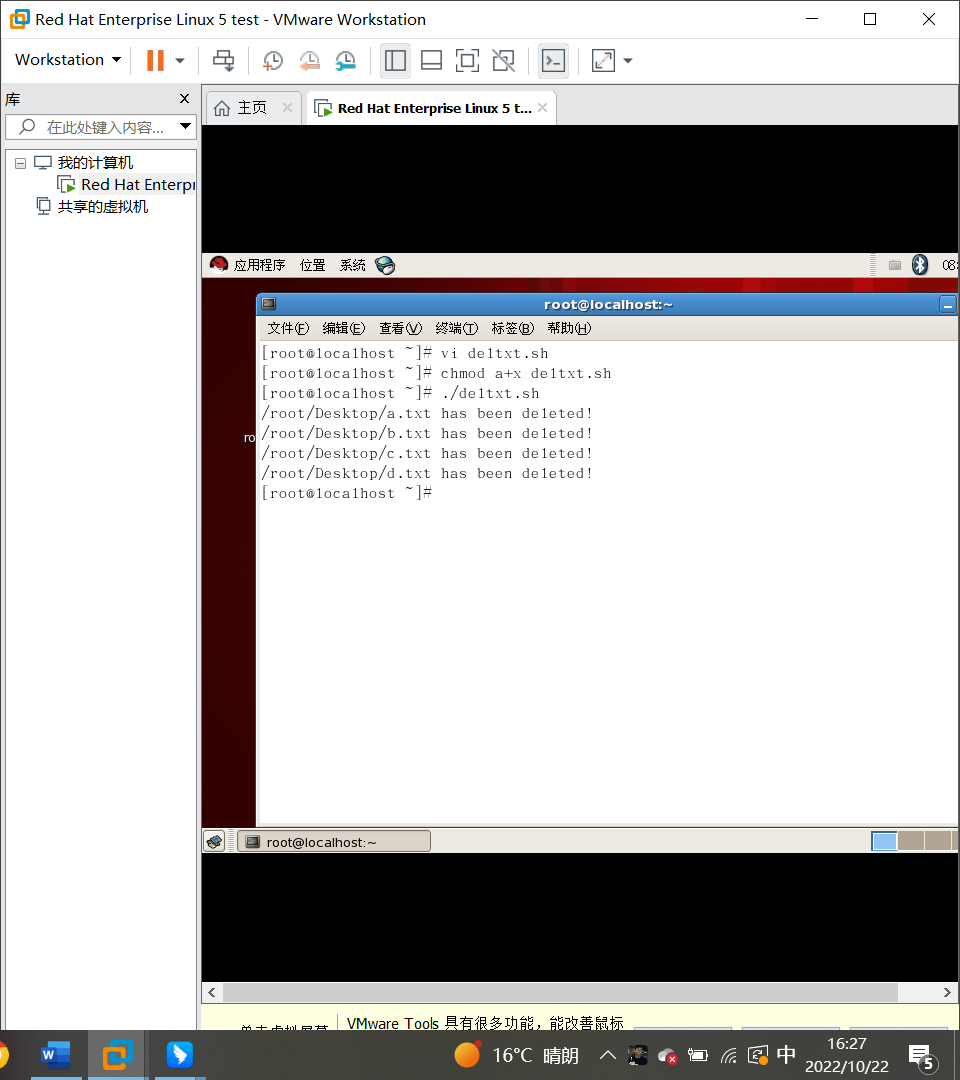 Red Hat Enterprise Linux 5 test - VMware Workstation
Workstation
库
主页
Red Hat Enterprise Linux 5 t...
在此处键入内容...
我的计算机
Red Hat Enterpr
共享的虚拟机
应用程序 位置 系统
08:
root@localhost:~
文件(F) 编辑(E) 查看(V) 终端(T) 标签(B) 帮助(H)
[root@localhost ~]# vi deltxt.sh
[root@localhost ~]# chmod a+x deltxt.sh
[root@localhost ~]# ./deltxt.sh
/root/Desktop/a.txt has been deleted!
ro
/root/Desktop/b.txt has been deleted!
/root/Desktop/c.txt has been deleted!
/root/Desktop/d.txt has been deleted!
[root@localhost ~]#
root@localhost:~
VMware Tools 具有很多功能，能改善鼠标
W
16°C 晴朗
中
16:27
2022/10/22
5